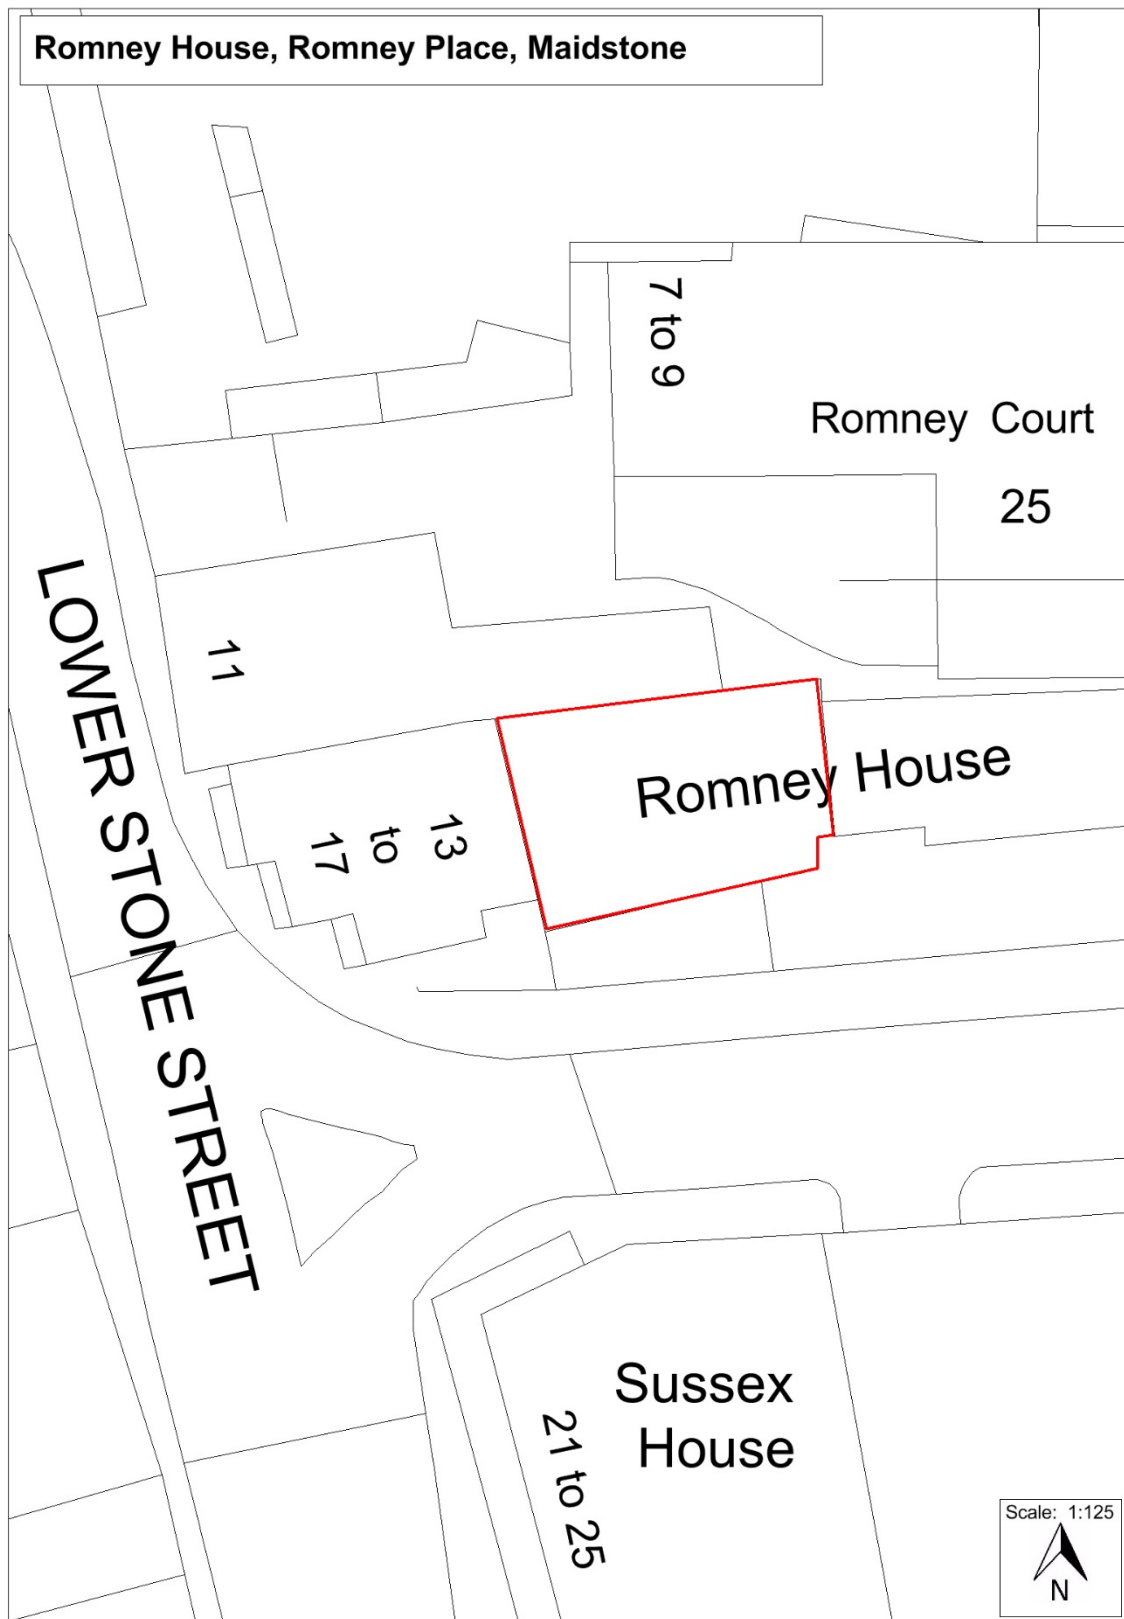 Romney House, Romney Place, Maidstone
7 to 9
Romney Court
25
LOWER STONE STREET
11
Romney House
13
to
17
Sussex
House
21 to 25
Scale: 1:125
N